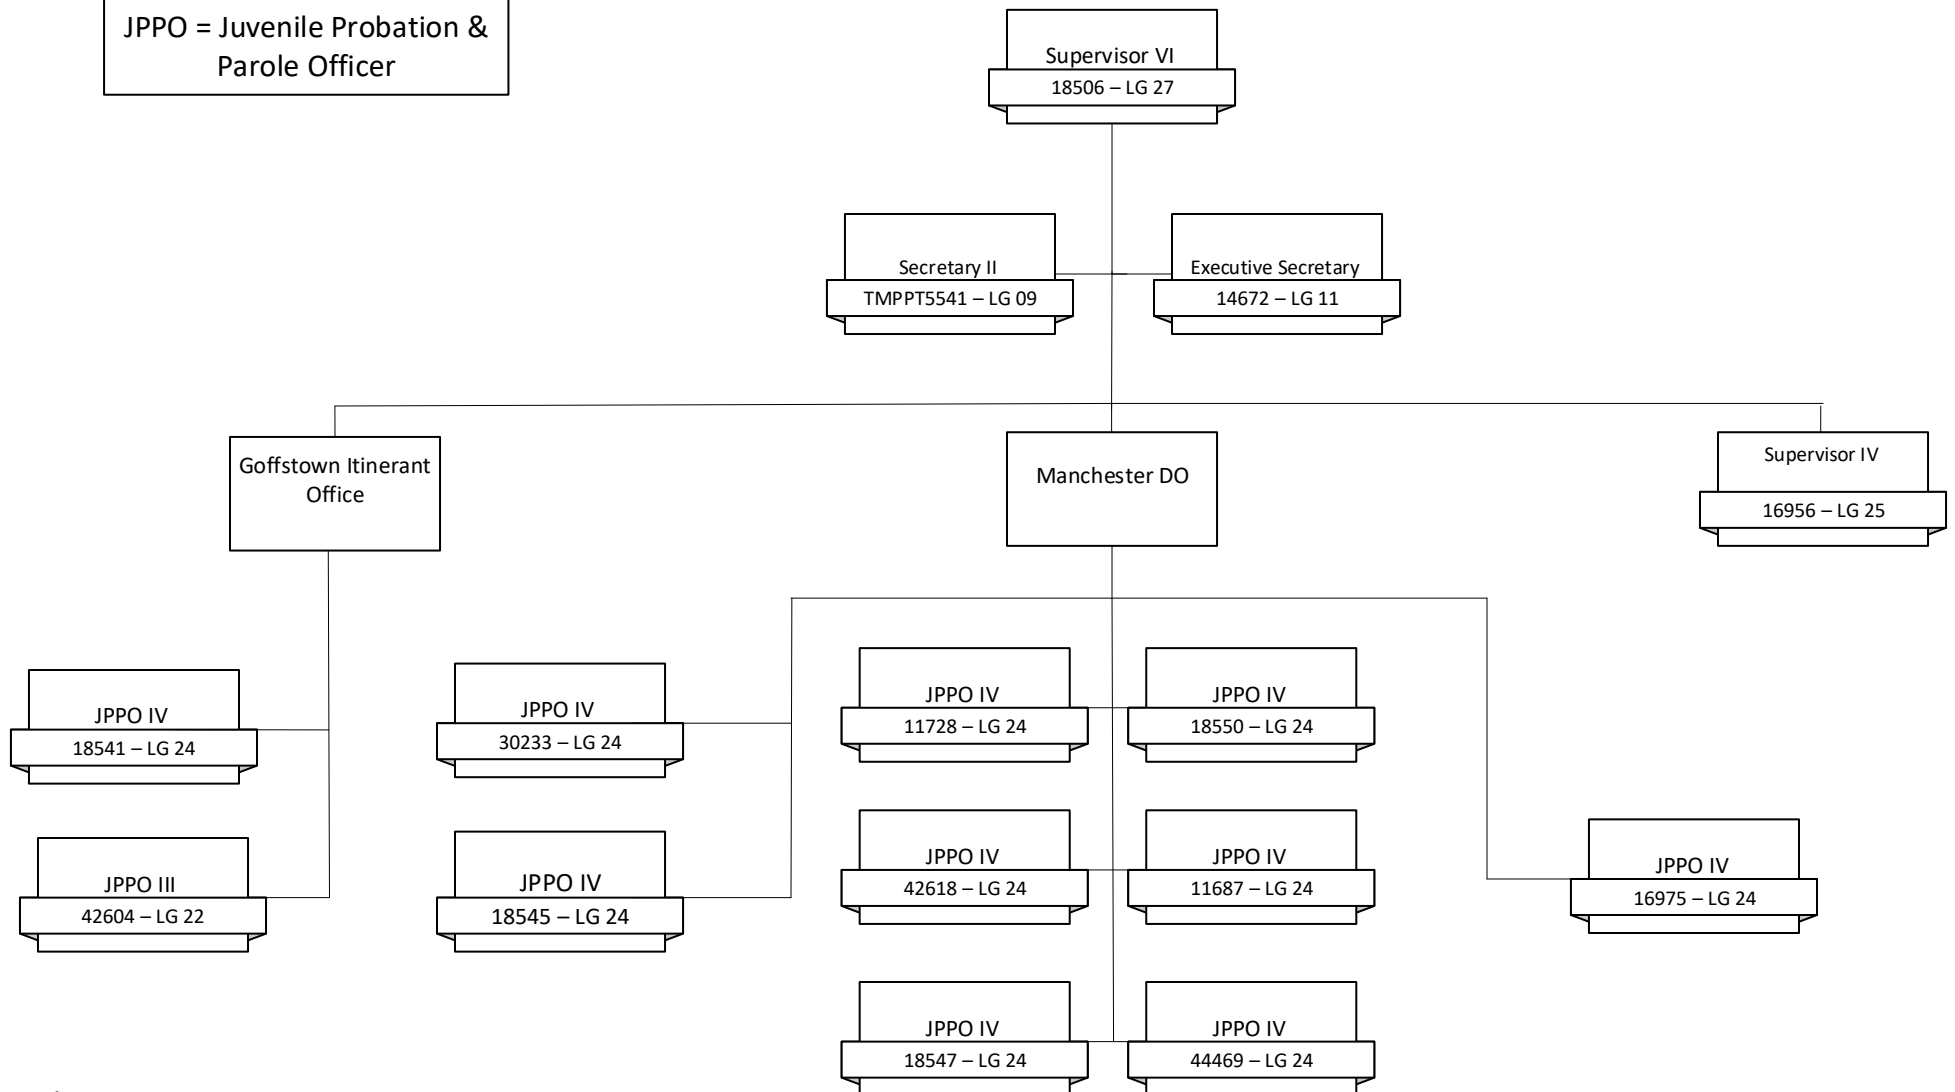 JPPO = Juvenile Probation &
Parole Officer
Supervisor VI
18506 – LG 27
Secretary II
TMPPT5541 – LG 09
Executive Secretary
14672 – LG 11
Goffstown Itinerant
Office
Manchester DO
Supervisor IV
16956 – LG 25
JPPO IV
18541 – LG 24
JPPO III
42604 – LG 22
JPPO IV
30233 – LG 24
JPPO IV
18545 – LG 24
JPPO IV
11728 – LG 24
JPPO IV
18550 – LG 24
JPPO IV
42618 – LG 24
JPPO IV
11687 – LG 24
JPPO IV
18547 – LG 24
JPPO IV
44469 – LG 24
JPPO IV
16975 – LG 24